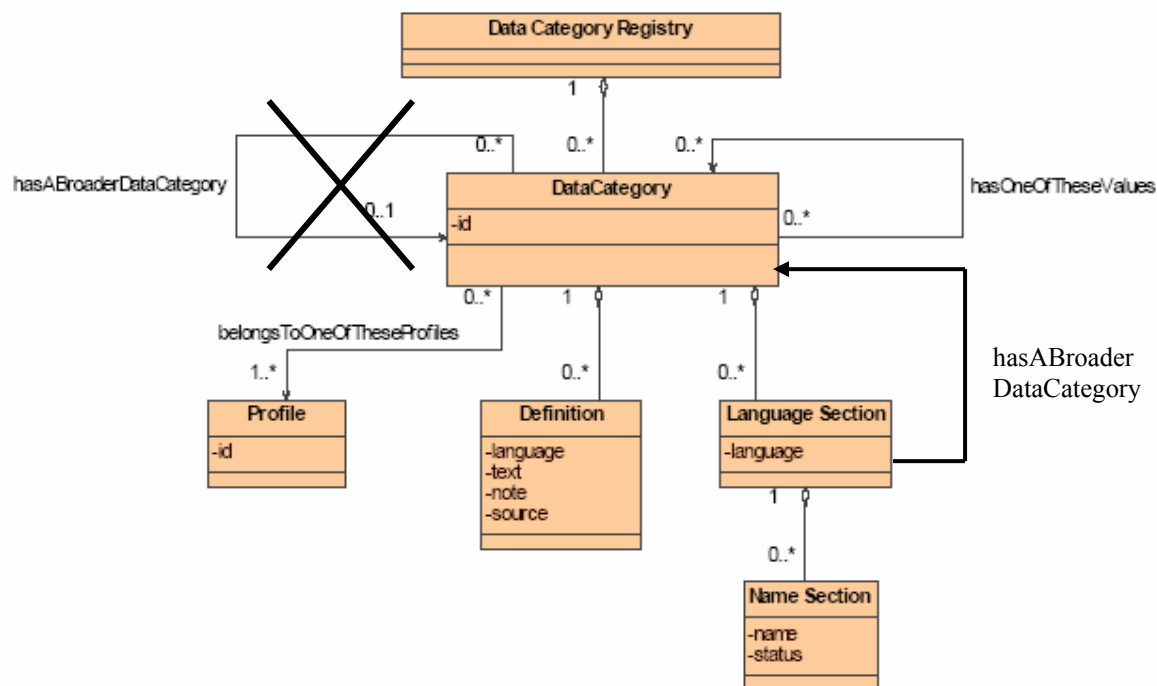 Data Category Registry
1
0..*
0..*
0..*
hasABroaderDataCategory
DataCategory
hasOneOfTheseValues
0..1
-id
0..*
0..*
1
1
belongsToOneOfTheseProfiles
hasABroader
DataCategory
1..*
0..*
0..*
Profile
Definition
Language Section
-id
-language
-text
-note
-source
-language
1
0..*
Name Section
-name
-status